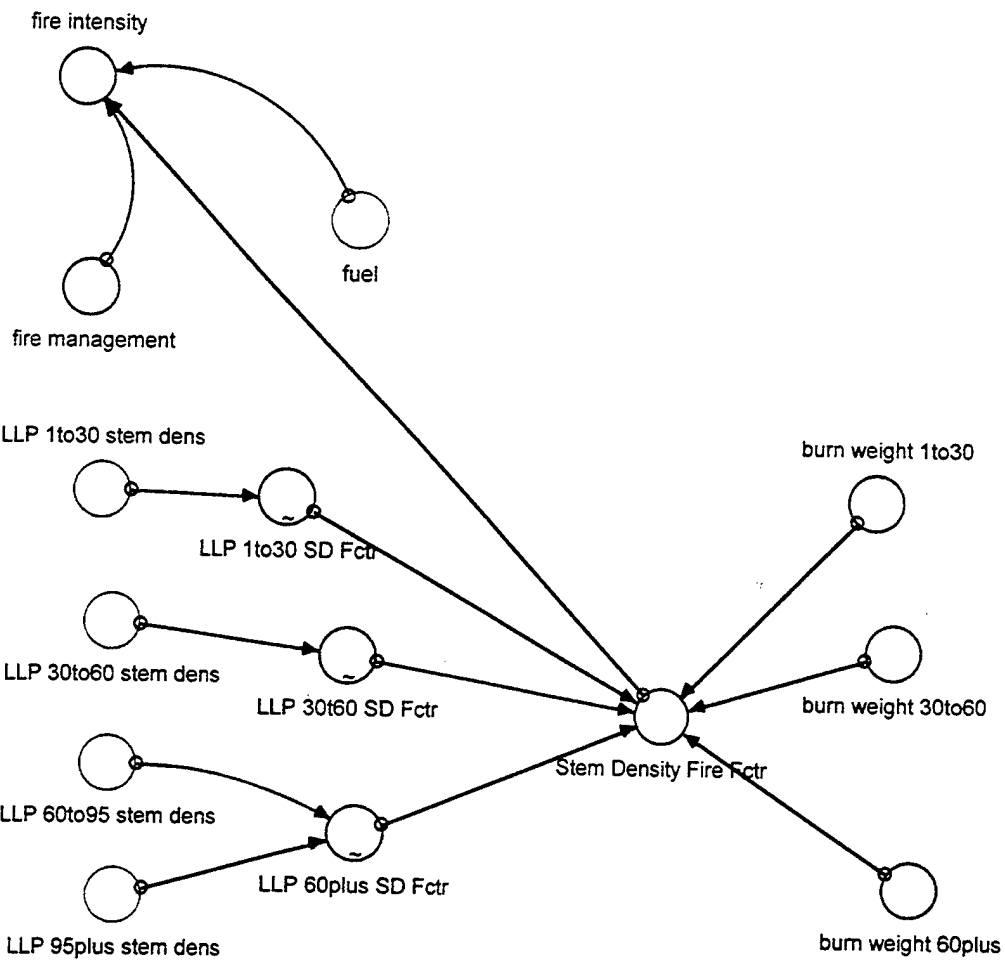 fire intensity
fuel
fire management
LLP 1to30 stem dens
burn weight 1to30
LLP 1to30 SD Fctr
LLP 30to60 stem dens
LLP 30t60 SD Fctr
burn weight 30to60
Stem Density Fire Fctr
LLP 60to95 stem dens
LLP 60plus SD Fctr
LLP 95plus stem dens
burn weight 60plus